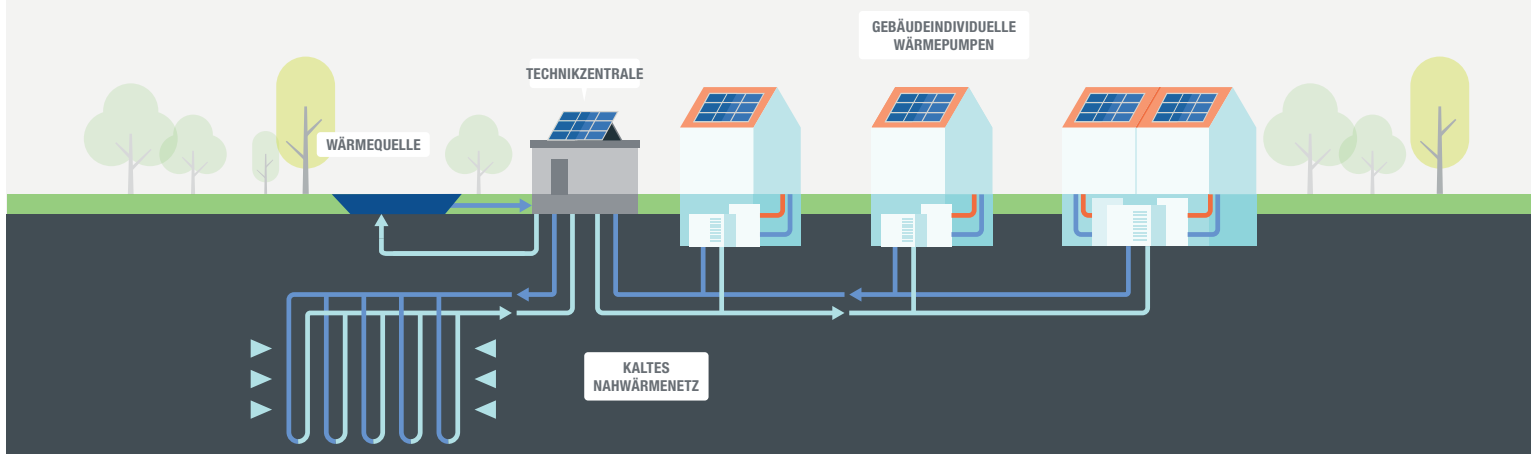 GEBÄUDEINDIVIDUELLE
WÄRMEPUMPEN
TECHNIKZENTRALE
WÄRMEQUELLE
KALTES
NAHWÄRMENETZ